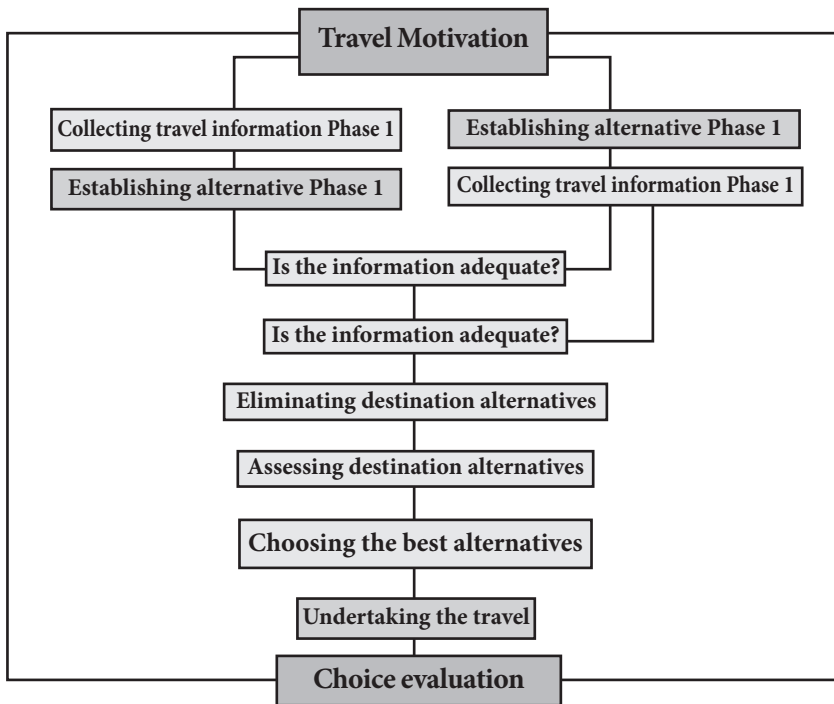 Travel Motivation
Collecting travel information Phase 1
Establishing alternative Phase 1
Establishing alternative Phase 1
Collecting travel information Phase 1
Is the information adequate?
Is the information adequate?
Eliminating destination alternatives
Assessing destination alternatives
Choosing the best alternatives
Undertaking the travel
Choice evaluation